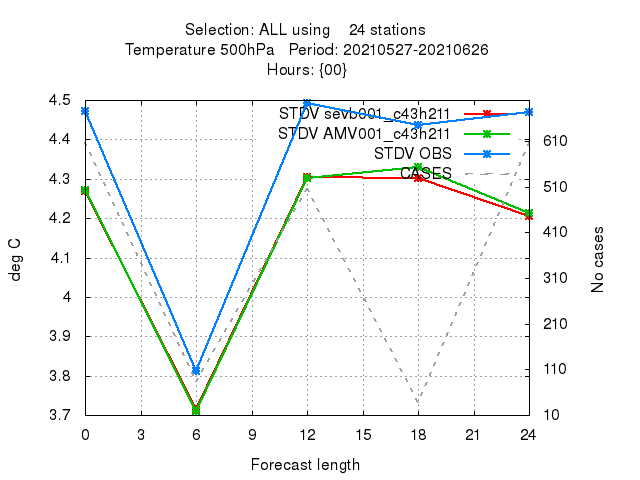 Selection: ALL using    24 stations
Temperature 500hPa   Period: 20210527-20210626
Hours: {00}
4.5
STDV sevb001_c43h211
STDV AMV001_c43h211
4.4
610
STDV OBS
CASES
4.3
510
4.2
410
4.1
310
4
210
3.9
3.8
110
3.7
10
deg C
No cases
0 3 6 9 12 15 18 21 24
Forecast length